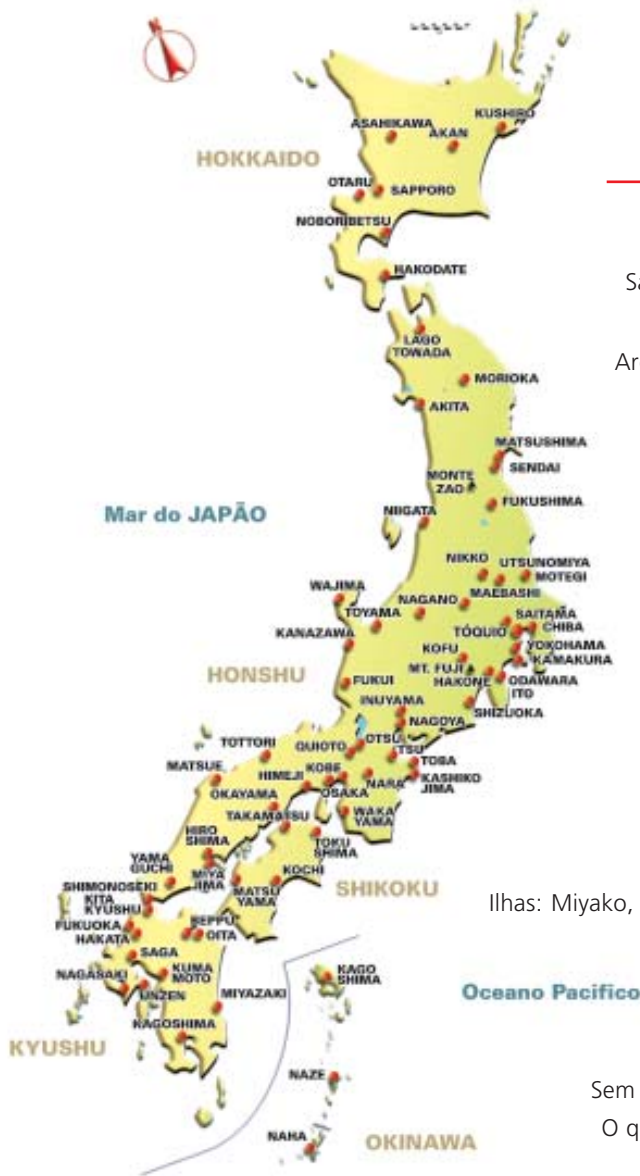 KUSHIRO
ASAHIKAWA
AKAN
HOKKAIDO
OTARU
SAPPORO
NOBORIBETSU
HAKODATE
Sa
LAGO
TOWADA
Ar
MORIOKA
AKITA
MATSUSHIMA
SENDAI
MONTE
ZAO
FUKUSHIMA
Mar do JAPÃO
NIIGATA
NIKKO
UTSUNOMIYA
MOTEGI
MAEBASHI
WAJIMA
NAGANO
TOYAMA
SAITAMA
CHIBA
TÓQUIO
KANAZAWA
YOKOHAMA
KOFU
KAMAKURA
MT. FUJI
HAKONE
ODAWARA
ITO
HONSHU
FUKUI
INUYAMA
SHIZUOKA
NAGOYA
OTSU
QUIOTO
TSU
TOTTORI
TOBA
MATSUE
HIMEJI
KOBE
NARA
KASHIKO
JIMA
OKAYAMA
OSAKA
TAKAMATSU
WAKA
YAMA
HIRO
SHIMA
TOKU
SHIMA
YAMA
GUCHI
MIYA
JIMA
KOCHI
SHIMONOSEKI
MATSU
YAMA
SHIKOKU
KITA
KYUSHU
Ilhas: Miyako,
FUKUOKA
BEPPU
HAKATA
OITA
SAGA
KUMA
MOTO
KAGO
SHIMA
NAGASAKI
UNZEN
MIYAZAKI
Oceano Pacifico
KAGOSHIMA
KYUSHU
NAZE
Sem
O q
NAHA
OKINAWA